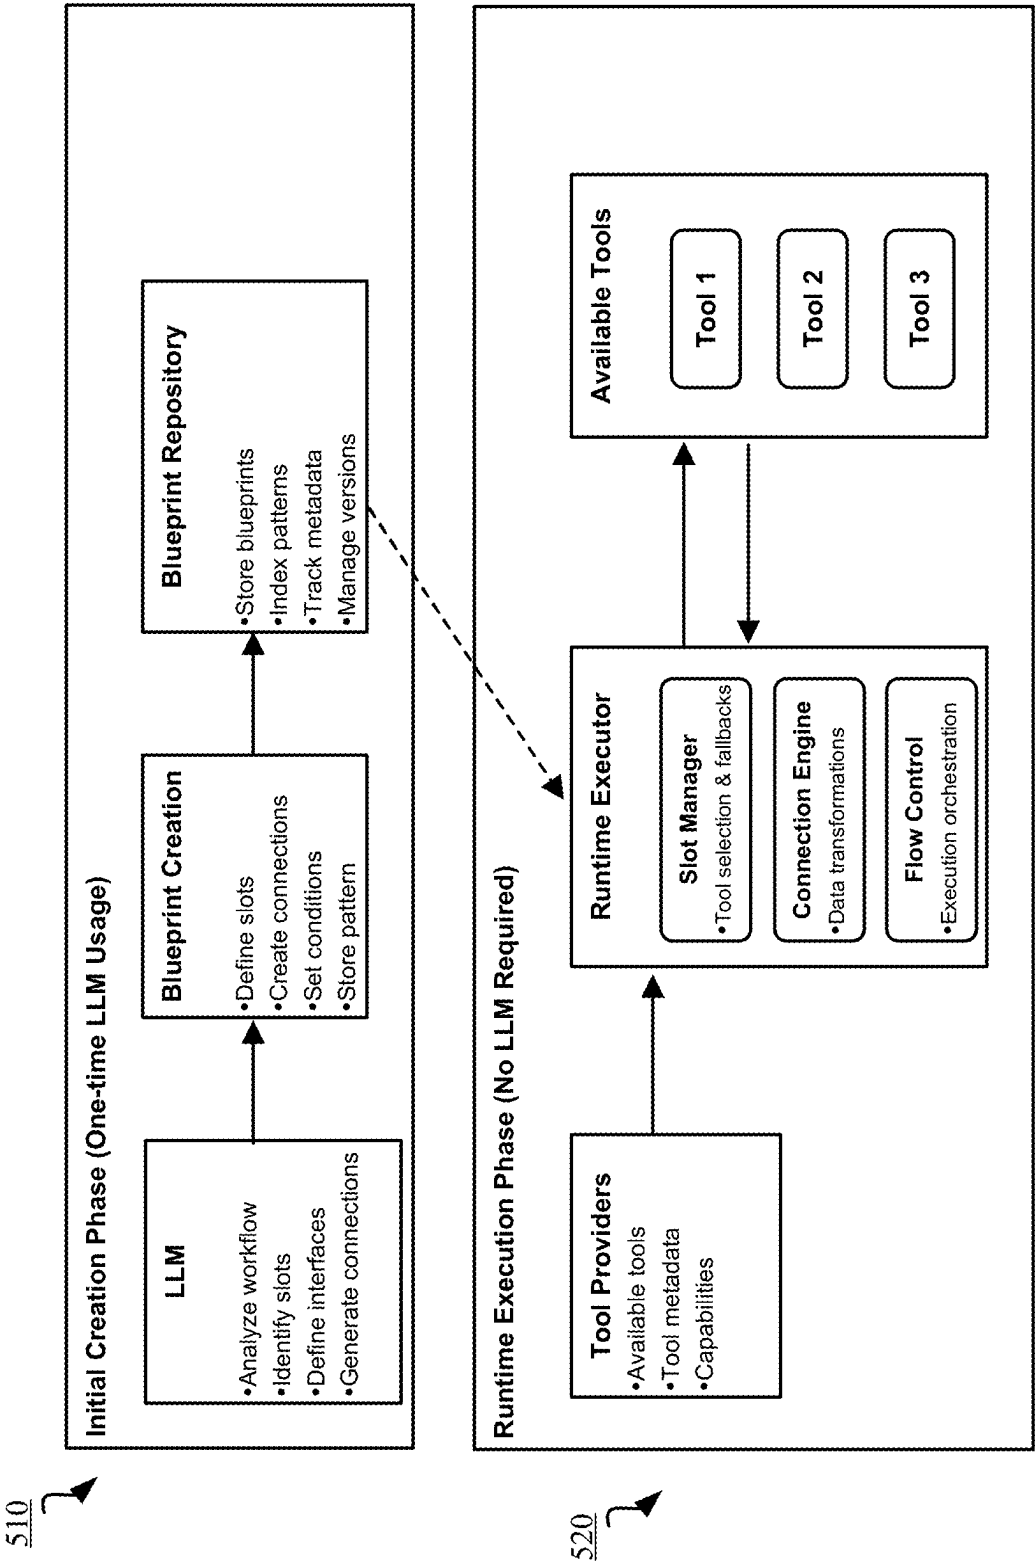 510
Initial Creation Phase (One-time LLM Usage)
LLM
•Analyze workflow
•Identify slots
•Define interfaces
•Generate connections
Blueprint Creation
•Define slots
•Create connections
•Set conditions
•Store pattern
Blueprint Repository
•Store blueprints
•Index patterns
•Track metadata
•Manage versions
520
Runtime Execution Phase (No LLM Required)
Tool Providers
•Available tools
•Tool metadata
•Capabilities
Runtime Executor
Slot Manager
•Tool selection & fallbacks
Connection Engine
•Data transformations
Flow Control
•Execution orchestration
Available Tools
Tool 1
Tool 2
Tool 3